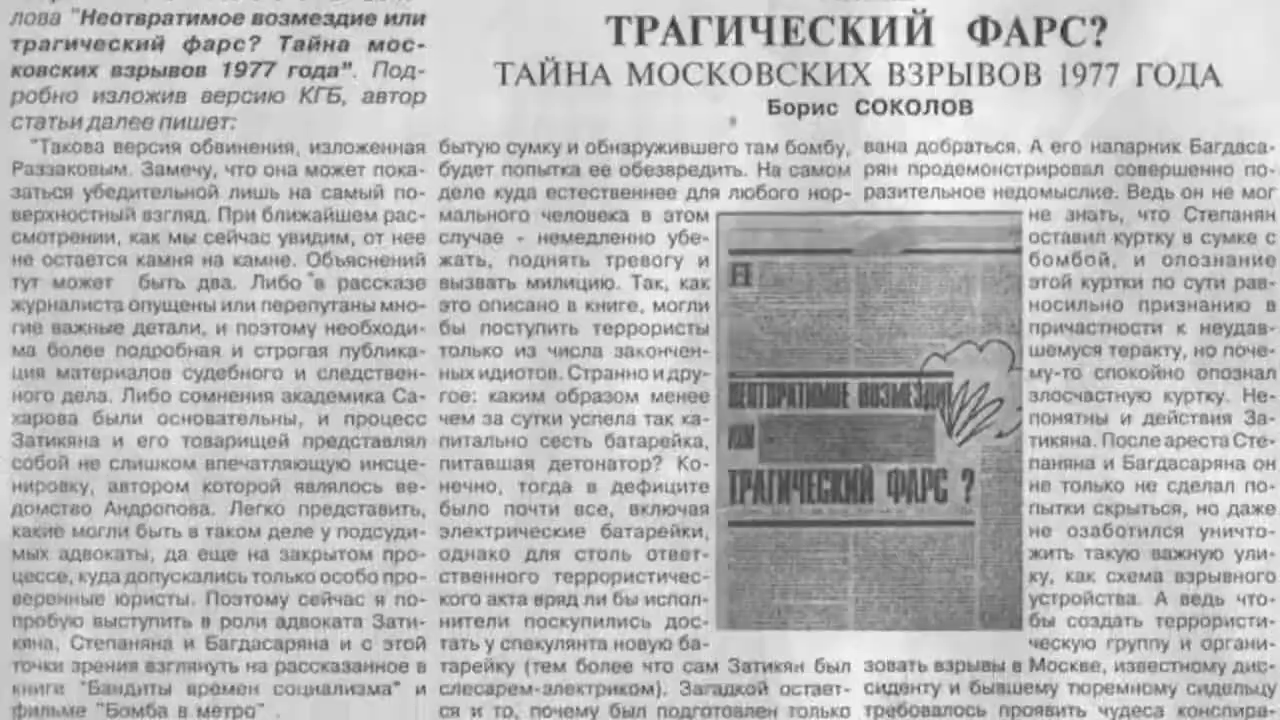 лова "Неотвратимое возмездие или
трагический фарс? Тайна мос-
ковских взрывов 1977 года". Под-
робно изложив версию КГБ, автор
статьи далее пишет:
"Такова версия обвинения, изложенная
Раззаковым. Замечу, что она может пока-
заться убедительной лишь на самый по-
верхностный взгляд. При ближайшем рас-
смотрении, как мы сейчас увидим, от нее
не остается камня на камне. Объяснений
тут может быть два. Либо в рассказе
журналиста опущены или перепутаны мно-
гие важные детали, и поэтому необходи-
ма более подробная и строгая публика-
ция материалов судебного и следствен-
ного дела. Либо сомнения академика Са-
харова были основательны, и процесс
Затикяна и его товарищей представлял
собой не слишком впечатляющую инсце-
нировку, автором которой являлось ве-
домство Андропова. Легко представить,
какие могли быть в таком деле у подсуди-
мых адвокаты, да еще на закрытом про-
цессе, куда допускались только особо про-
веренные юристы. Поэтому сейчас я по-
пробую выступить в роли адвоката Зати-
кяна, Степаняна и Багдасаряна и с этой
точки зрения взглянуть на рассказанное в
книге "Бандиты времен социализма" и
фильме "Бомба в метро".
ТРАГИЧЕСКИЙ ФАРС?
ТАЙНА МОСКОВСКИХ ВЗРЫВОВ 1977 ГОДА
Борис СОКОЛОВ
бытую сумку и обнаружившего там бомбу,
будет попытка ее обезвредить. На самом
деле куда естественнее для любого нор-
мального человека в этом
случае - немедленно убе-
жать, поднять тревогу и
вызвать милицию. Так, как
это описано в книге, могли
бы поступить террористы
только из числа закончен-
ных идиотов. Странно и дру-
гое: каким образом менее
чем за сутки успела так ка-
питально сесть батарейка,
питавшая детонатор? Ко-
нечно, тогда в дефиците
было почти все, включая
электрические батарейки,
однако для столь ответ-
ственного террористичес-
кого акта вряд ли бы испол-
нители поскупились дос-
тать у спекулянта новую ба-
тарейку (тем более что сам Затикян был
слесарем-электриком). Загадкой остает-
ся и то, почему был подготовлен только
НЕОТВРАТИМОЕ ВОЗМЕЗДИЕ
ИЛИ
ТРАГИЧЕСКИЙ ФАРС ?
вана добраться. А его напарник Багдаса-
рян продемонстрировал совершенно по-
разительное недомыслие. Ведь он не мог
не знать, что Степанян
оставил куртку в сумке с
бомбой, и опознание
этой куртки по сути рав-
носильно признанию в
причастности к неудав-
шемуся теракту, но поче-
му-то спокойно опознал
злосчастную куртку. Не-
понятны и действия За-
тикяна. После ареста Сте-
паняна и Багдасаряна он
не только не сделал по-
пытки скрыться, но даже
не озаботился уничто-
жить такую важную ули-
ку, как схема взрывного
устройства. А ведь что-
бы создать террористи-
ческую группу и органи-
зовать взрывы в Москве, известному дис-
сиденту и бывшему тюремному сидельцу
требовалось проявить чудеса конспира-